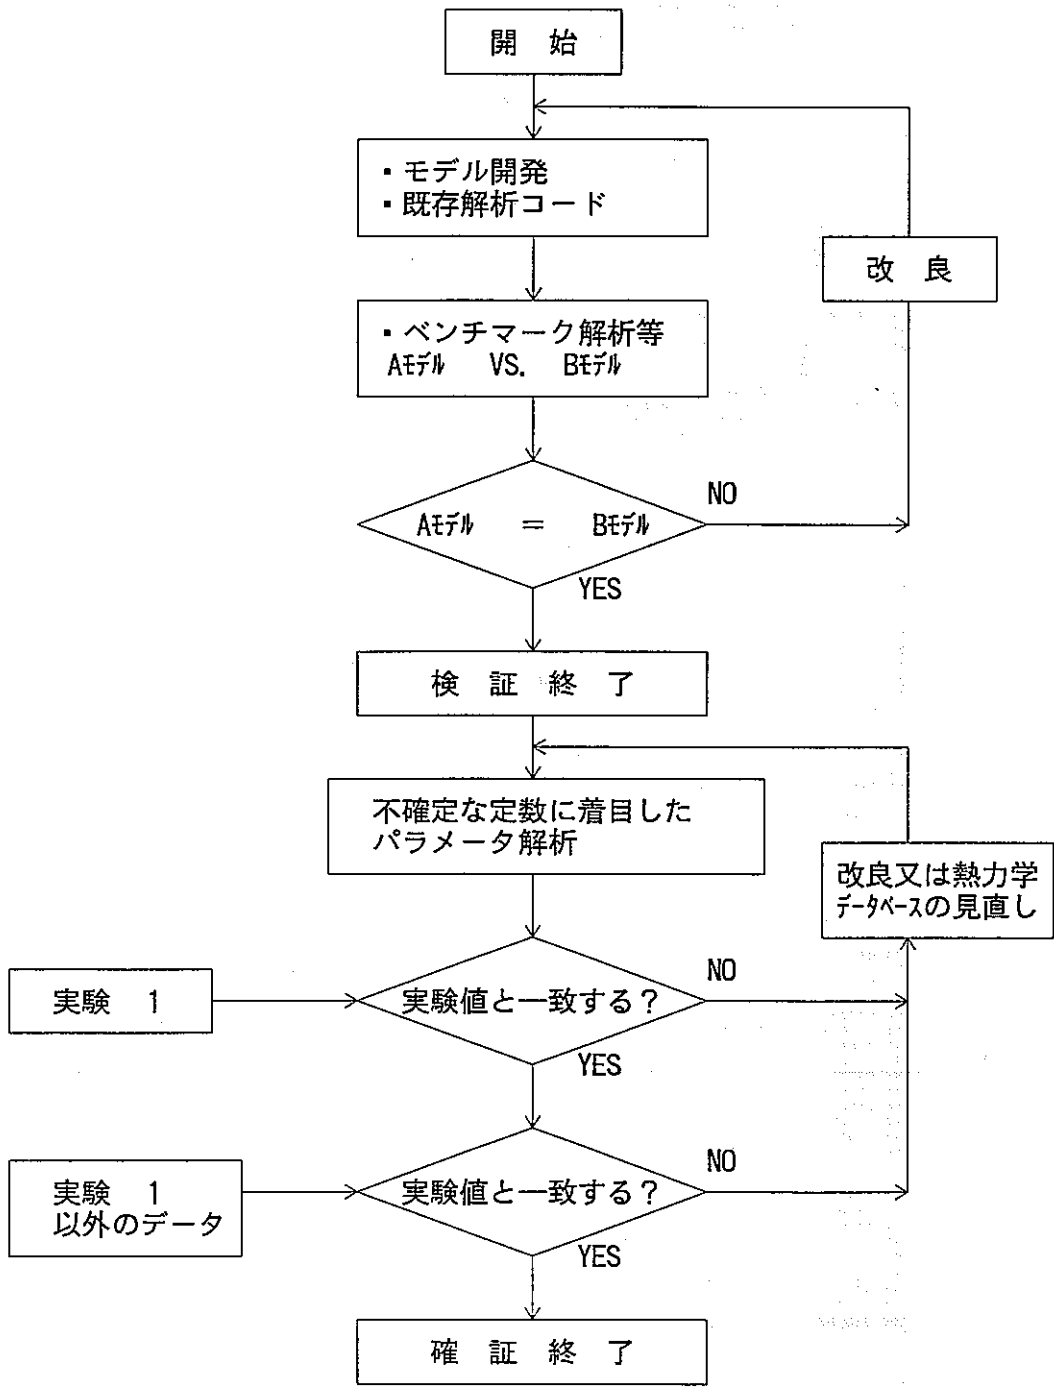 開 始
・モデル開発
・既存解析コード
改 良
・ベンチマーク解析等
Aﾓﾃﾞﾙ VS. Bﾓﾃﾞﾙ
NO
Aﾓﾃﾞﾙ = Bﾓﾃﾞﾙ
YES
検 証 終 了
不確定な定数に着目した
パラメータ解析
改良又は熱力学
ﾃﾞｰﾀﾍﾞｰｽの見直し
NO
実験 1
実験値と一致する？
YES
NO
実験 1
以外のデータ
実験値と一致する？
YES
確 証 終 了